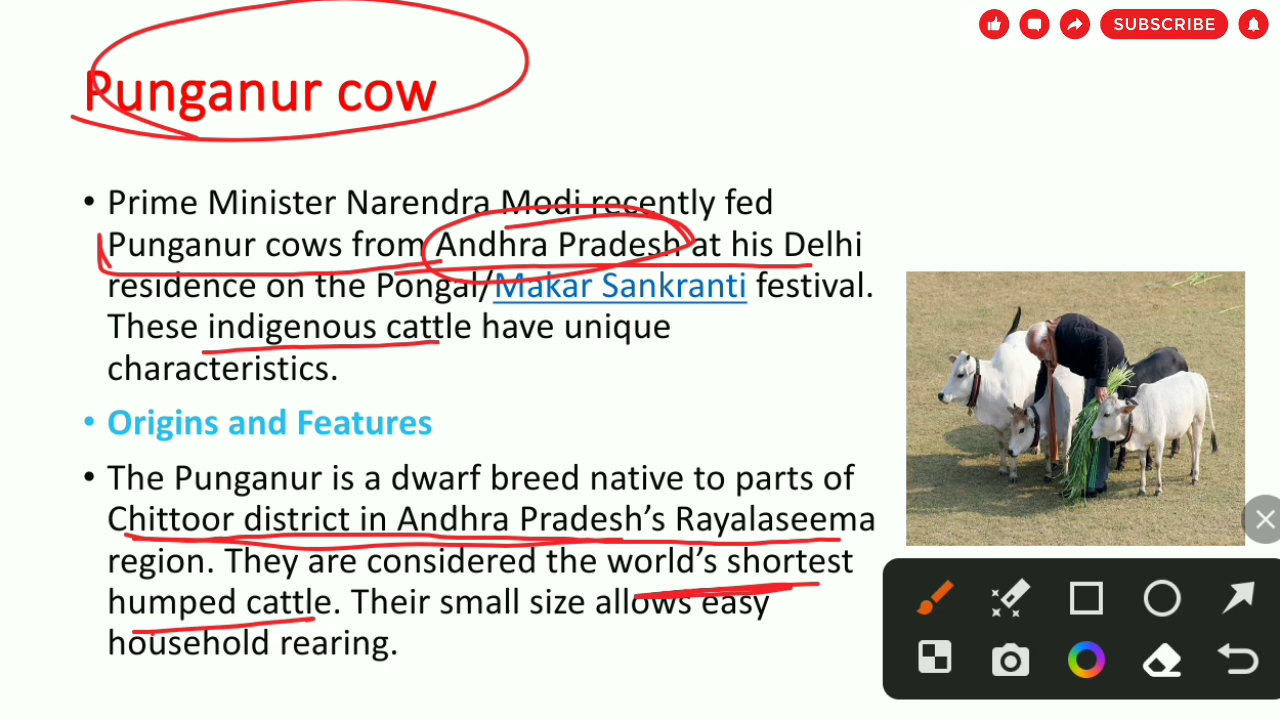 SUBSCRIBE
Punganur cow
• Prime Minister Narendra Modi recently fed
Punganur cows from Andhra Pradesh at his Delhi
residence on the Pongal/Makar Sankranti festival.
These indigenous cattle have unique
characteristics.
• Origins and Features
• The Punganur is a dwarf breed native to parts of
Chittoor district in Andhra Pradesh’s Rayalaseema
region. They are considered the world’s shortest
humped cattle. Their small size allows easy
household rearing.